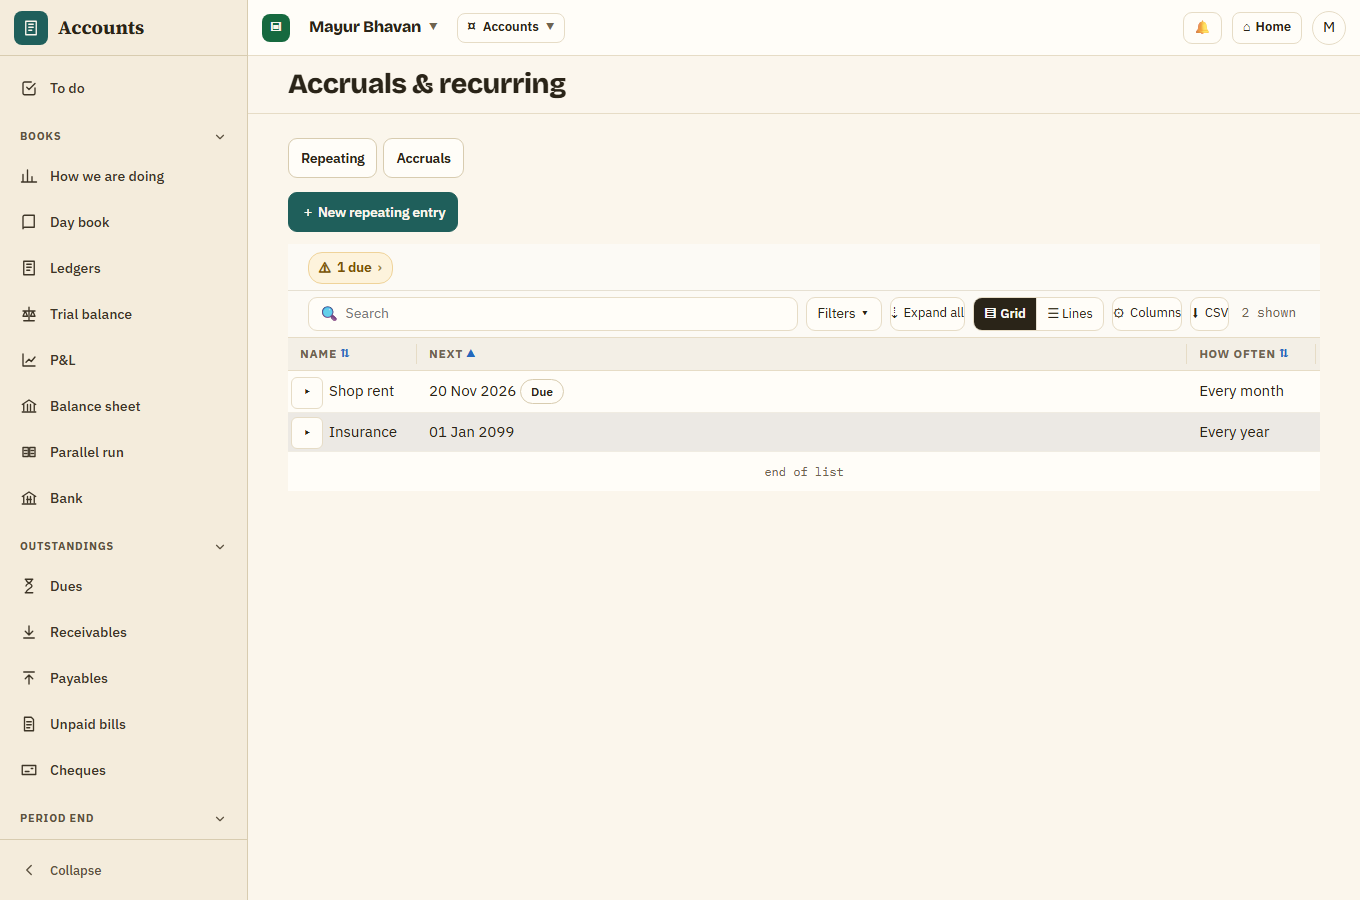 Accounts
Mayur Bhavan ▼
¤ Accounts ▼
⌂ Home
M
To do
BOOKS
How we are doing
Day book
Ledgers
Trial balance
P&L
Balance sheet
Parallel run
Bank
OUTSTANDINGS
Dues
Receivables
Payables
Unpaid bills
Cheques
PERIOD END
Collapse
Accruals & recurring
Repeating
Accruals
+ New repeating entry
⚠ 1 due ›
🔍 Search
Filters ▾
⇣ Expand all
▤ Grid
☰ Lines
⚙ Columns
⬇ CSV
2 shown
NAME ⇅
NEXT ▲
HOW OFTEN ⇅
▸ Shop rent
20 Nov 2026 Due
Every month
▸ Insurance
01 Jan 2099
Every year
end of list